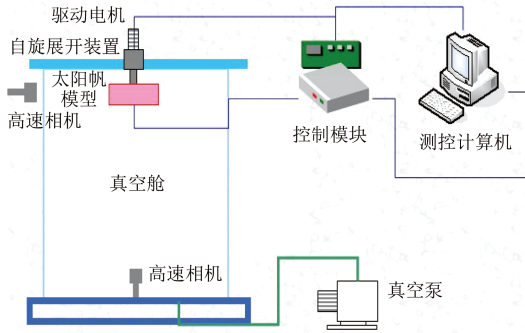 驱动电机
自旋展开装置
太阳帆
模型
高速相机
控制模块
测控计算机
真空舱
高速相机
真空泵